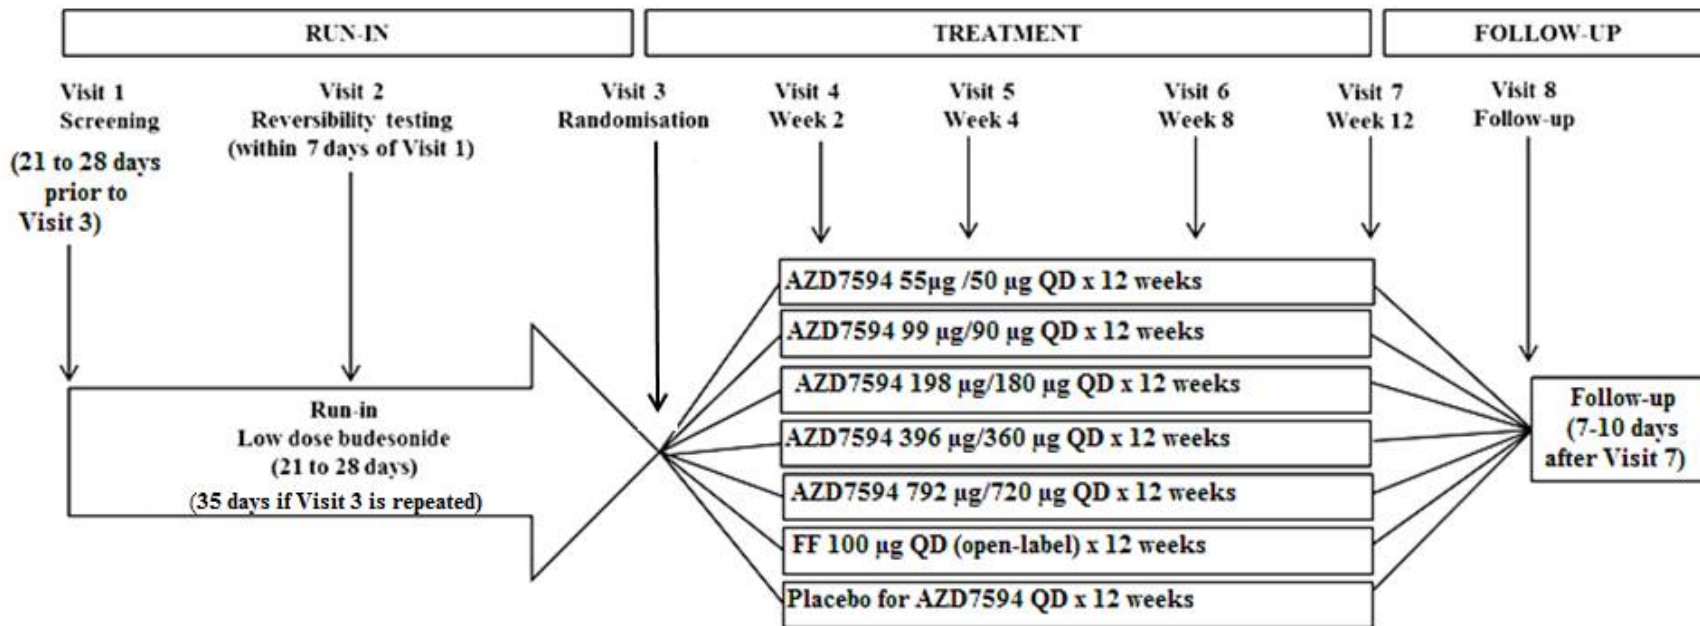 RUN-IN
TREATMENT
FOLLOW-UP
Visit 1
Screening
(21 to 28 days
prior to
Visit 3)
Visit 2
Reversibility testing
(within 7 days of Visit 1)
Visit 3
Randomisation
Visit 4
Week 2
Visit 5
Week 4
Visit 6
Week 8
Visit 7
Week 12
Visit 8
Follow-up
Run-in
Low dose budesonide
(21 to 28 days)
(35 days if Visit 3 is repeated)
AZD7594 55µg /50 µg QD x 12 weeks
AZD7594 99 µg/90 µg QD x 12 weeks
AZD7594 198 µg/180 µg QD x 12 weeks
AZD7594 396 µg/360 µg QD x 12 weeks
AZD7594 792 µg/720 µg QD x 12 weeks
FF 100 µg QD (open-label) x 12 weeks
Placebo for AZD7594 QD x 12 weeks
Follow-up
(7-10 days
after Visit 7)